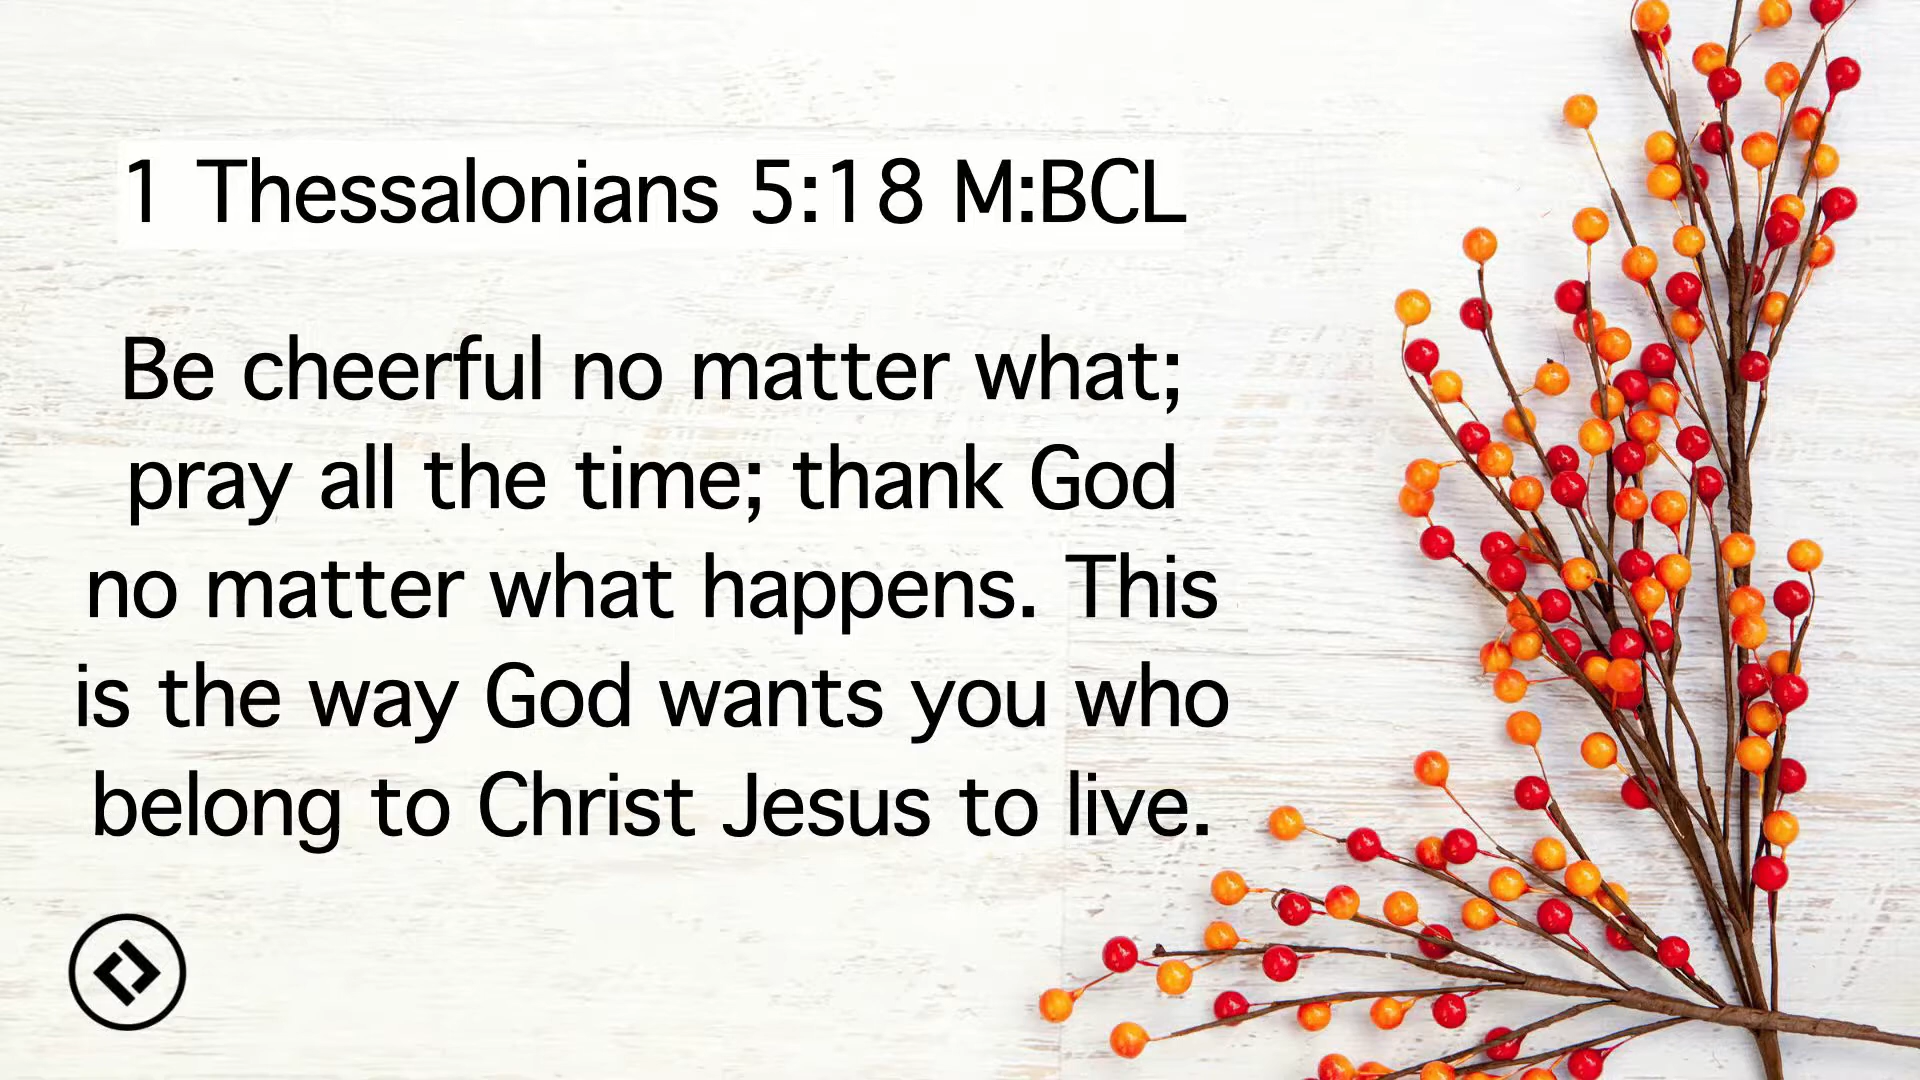 1 Thessalonians 5:18 M:BCL
Be cheerful no matter what;
pray all the time; thank God
no matter what happens. This
is the way God wants you who
belong to Christ Jesus to live.